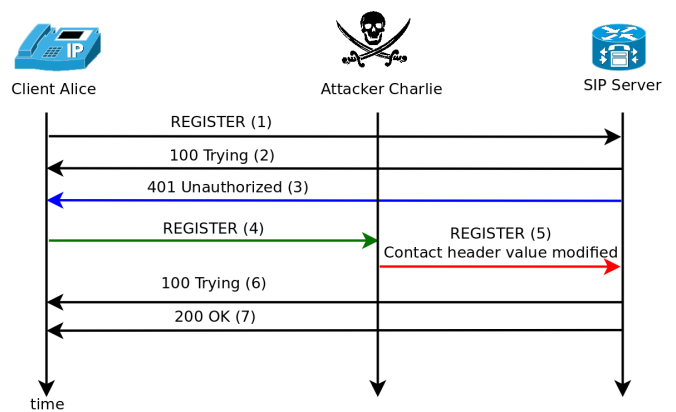 IP
Client Alice
Attacker Charlie
SIP Server
REGISTER (1)
100 Trying (2)
401 Unauthorized (3)
REGISTER (4)
REGISTER (5)
Contact header value modified
100 Trying (6)
200 OK (7)
time